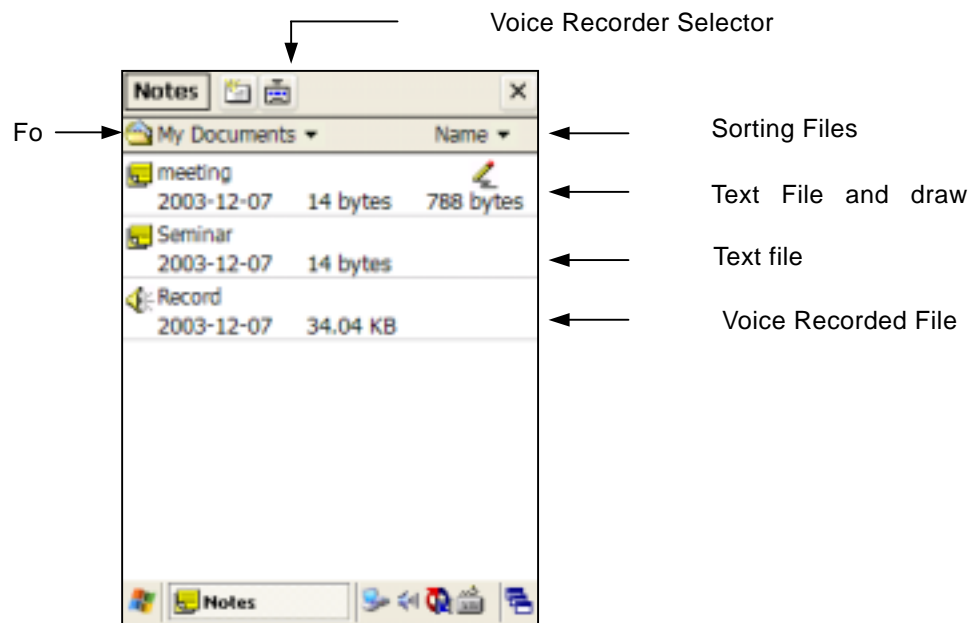 Voice Recorder Selector
Notes
Fo
My Documents
Name
Sorting Files
meeting
2003-12-07 14 bytes 788 bytes
Text File and draw
Seminar
2003-12-07 14 bytes
Text file
Record
2003-12-07 34.04 KB
Voice Recorded File
Notes